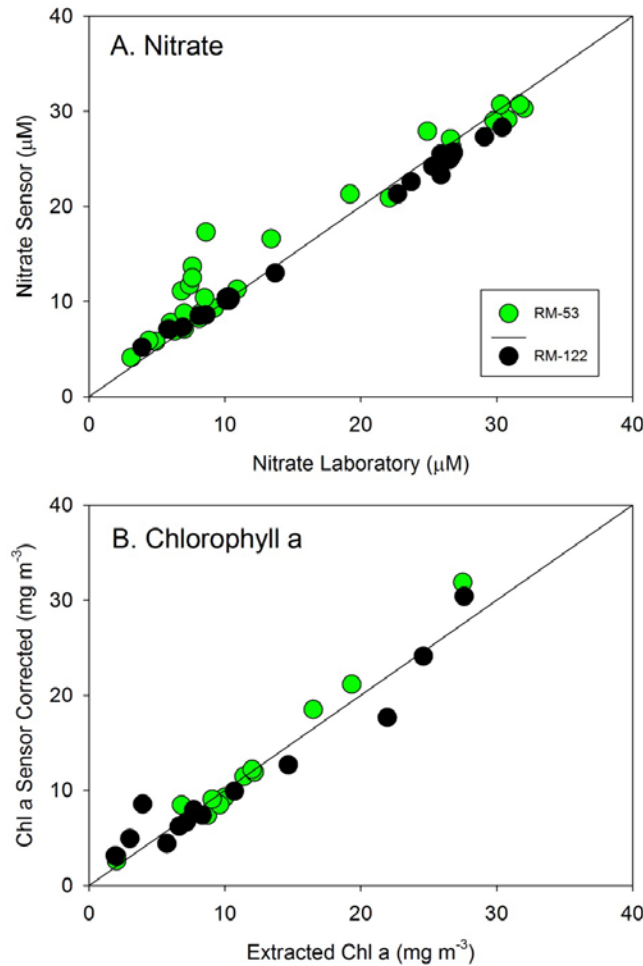 A. Nitrate
Nitrate Sensor (μM)
40
30
20
10
0
0 10 20 30 40
Nitrate Laboratory (μM)
RM-53
RM-122
B. Chlorophyll a
Chl a Sensor Corrected (mg m⁻³)
40
30
20
10
0
0 10 20 30 40
Extracted Chl a (mg m⁻³)